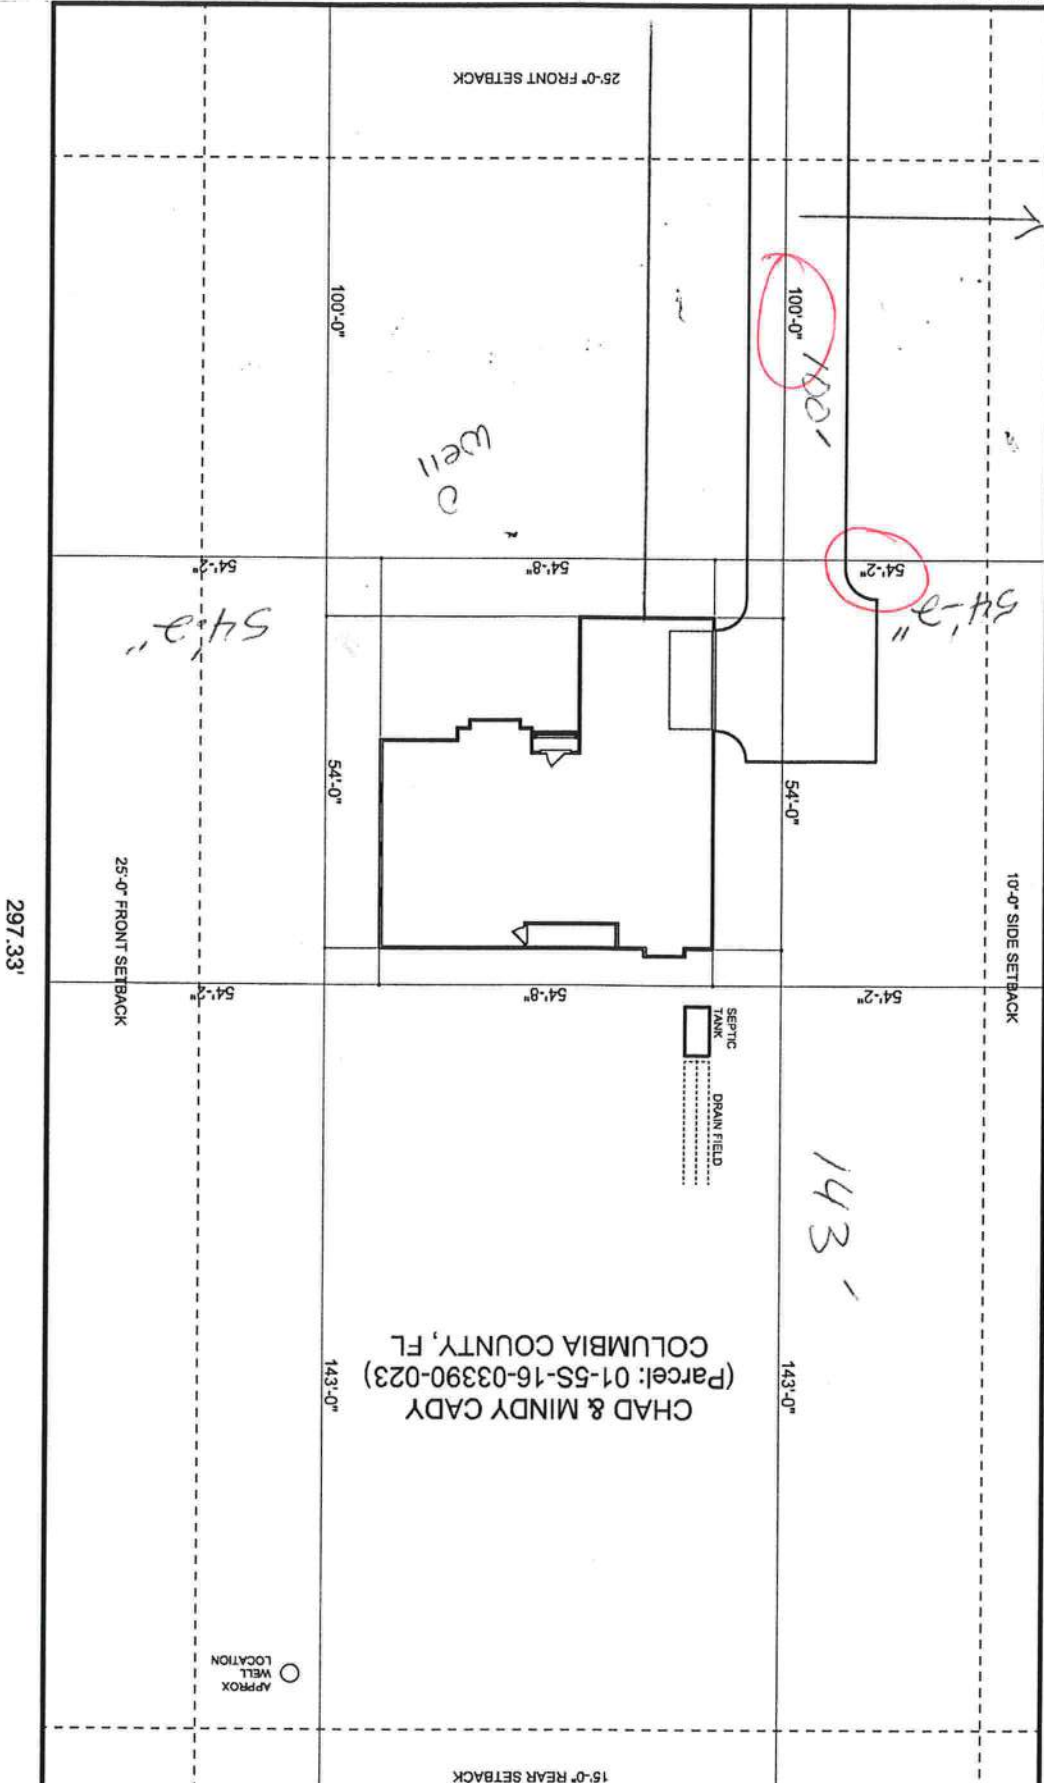 25'-0" FRONT SETBACK
100'-0"
100'-0"
100'
Well
54'-2"
54'-8"
54'-2"
54'-2"
54'-2"
54'-0"
54'-0"
25'-0" FRONT SETBACK
10'-0" SIDE SETBACK
297.33'
54'-2"
54'-8"
54'-2"
SEPTIC
TANK
DRAIN FIELD
143'
143'-0"
143'-0"
CHAD & MINDY CADY
(Parcel: 01-5S-16-03390-023)
COLUMBIA COUNTY, FL
APPROX
WELL
LOCATION
15'-0" REAR SETBACK